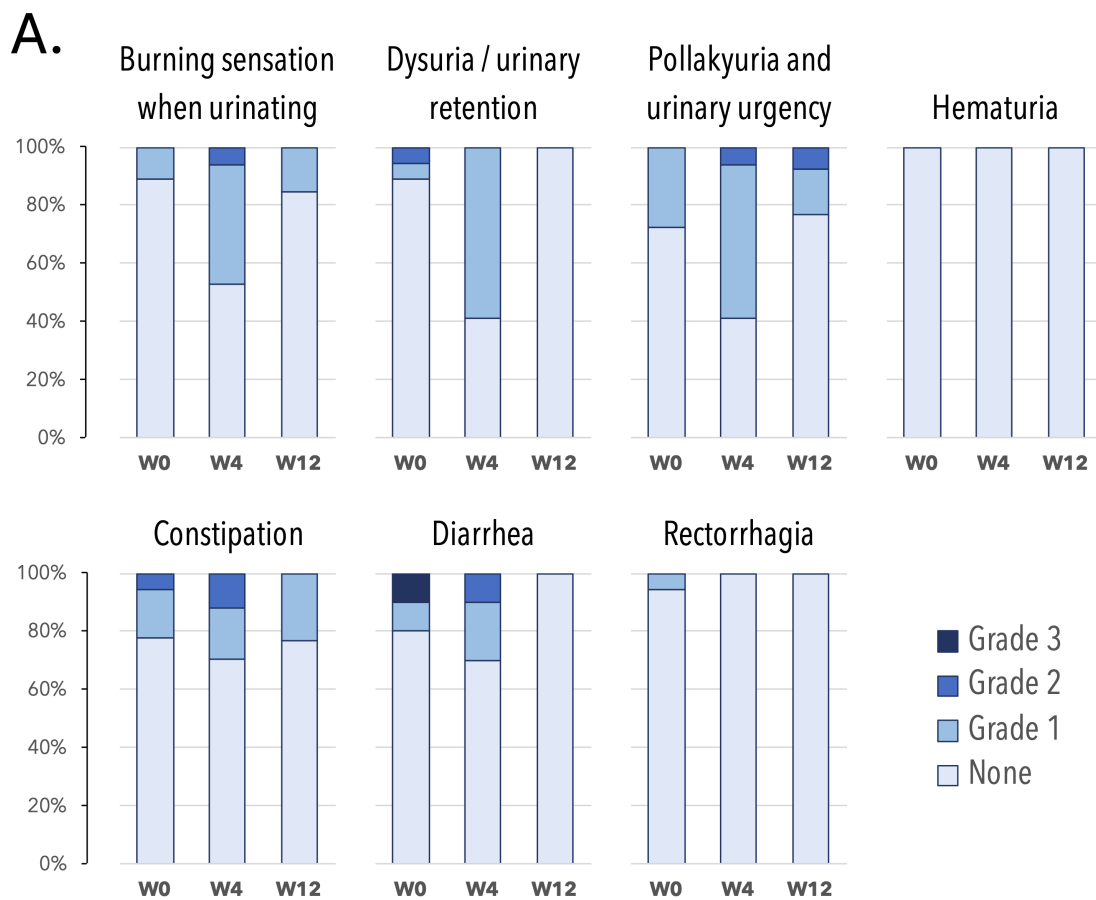 A.
Burning sensation
when urinating
Dysuria / urinary
retention
Pollakyuria and
urinary urgency
Hematuria
100%
80%
60%
40%
20%
0%
W0 W4 W12
W0 W4 W12
W0 W4 W12
W0 W4 W12
Constipation
Diarrhea
Rectorrhagia
100%
80%
60%
40%
20%
0%
W0 W4 W12
W0 W4 W12
W0 W4 W12
Grade 3
Grade 2
Grade 1
None